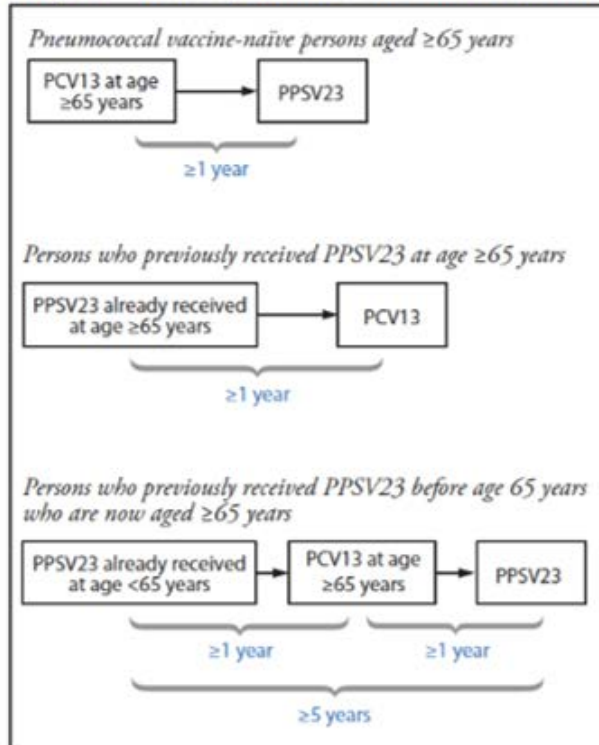 Pneumococcal vaccine-naïve persons aged ≥65 years
PCV13 at age
≥65 years
PPSV23
≥1 year
Persons who previously received PPSV23 at age ≥65 years
PPSV23 already received
at age ≥65 years
PCV13
≥1 year
Persons who previously received PPSV23 before age 65 years
who are now aged ≥65 years
PPSV23 already received
at age <65 years
PCV13 at age
≥65 years
PPSV23
≥1 year
≥1 year
≥5 years